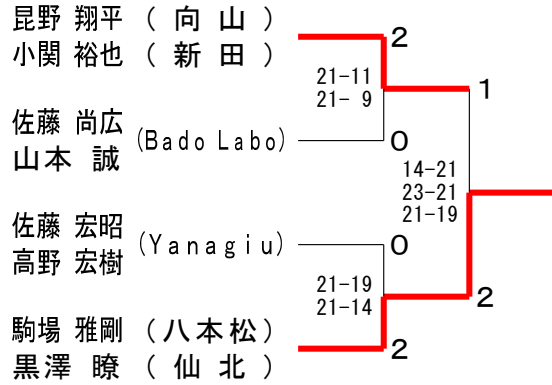 昆野 翔平 ( 向 山 ) 2
小関 裕也 ( 新 田 )
21-11 1
21- 9
佐藤 尚広 (Bado Labo) 0
山本 誠
14-21
23-21
21-19
佐藤 宏昭 (Yanagiu) 0
高野 宏樹
21-19
21-14 2
駒場 雅剛 (八本松) 2
黒澤 瞭 ( 仙 北 )